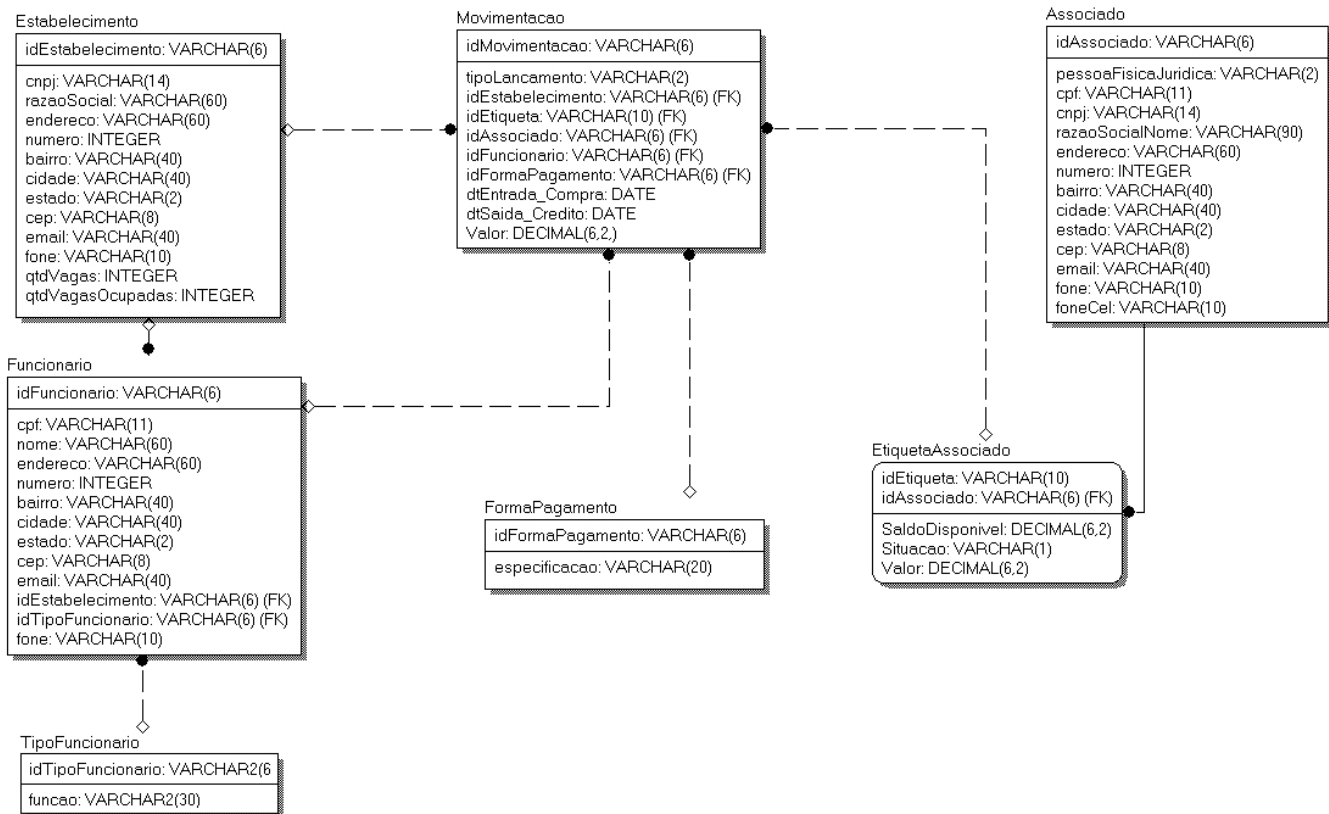 Estabelecimento
idEstabelecimento: VARCHAR(6)
cnpj: VARCHAR(14)
razaoSocial: VARCHAR(60)
endereco: VARCHAR(60)
numero: INTEGER
bairro: VARCHAR(40)
cidade: VARCHAR(40)
estado: VARCHAR(2)
cep: VARCHAR(8)
email: VARCHAR(40)
fone: VARCHAR(10)
qtdVagas: INTEGER
qtdVagasOcupadas: INTEGER
Movimentacao
idMovimentacao: VARCHAR(6)
tipoLancamento: VARCHAR(2)
idEstabelecimento: VARCHAR(6) (FK)
idEtiqueta: VARCHAR(10) (FK)
idAssociado: VARCHAR(6) (FK)
idFuncionario: VARCHAR(6) (FK)
idFormaPagamento: VARCHAR(6) (FK)
dtEntrada_Compra: DATE
dtSaida_Credito: DATE
Valor: DECIMAL(6,2,)
Associado
idAssociado: VARCHAR(6)
pessoaFisicaJuridica: VARCHAR(2)
cpf: VARCHAR(11)
cnpj: VARCHAR(14)
razaoSocialNome: VARCHAR(90)
endereco: VARCHAR(60)
numero: INTEGER
bairro: VARCHAR(40)
cidade: VARCHAR(40)
estado: VARCHAR(2)
cep: VARCHAR(8)
email: VARCHAR(40)
fone: VARCHAR(10)
foneCel: VARCHAR(10)
Funcionario
idFuncionario: VARCHAR(6)
cpf: VARCHAR(11)
nome: VARCHAR(60)
endereco: VARCHAR(60)
numero: INTEGER
bairro: VARCHAR(40)
cidade: VARCHAR(40)
estado: VARCHAR(2)
cep: VARCHAR(8)
email: VARCHAR(40)
idEstabelecimento: VARCHAR(6) (FK)
idTipoFuncionario: VARCHAR(6) (FK)
fone: VARCHAR(10)
FormaPagamento
idFormaPagamento: VARCHAR(6)
especificacao: VARCHAR(20)
EtiquetaAssociado
idEtiqueta: VARCHAR(10)
idAssociado: VARCHAR(6) (FK)
SaldoDisponivel: DECIMAL(6,2)
Situacao: VARCHAR(1)
Valor: DECIMAL(6,2)
TipoFuncionario
idTipoFuncionario: VARCHAR2(6
funcao: VARCHAR2(30)